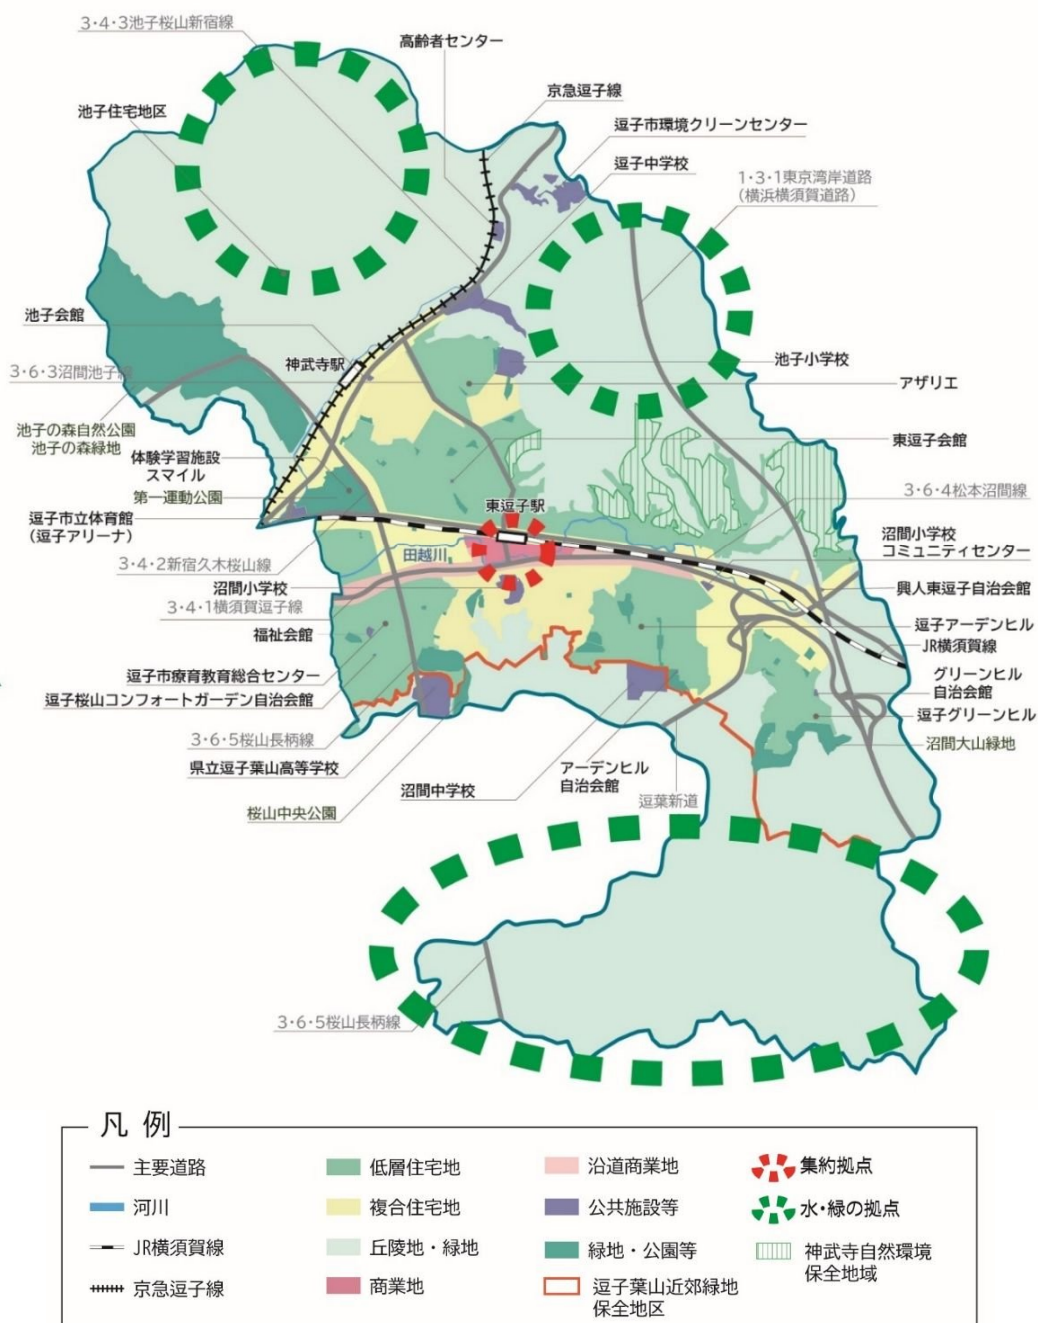 3・4・3池子桜山新宿線
高齢者センター
京急逗子線
池子住宅地区
逗子市環境クリーンセンター
逗子中学校
1・3・1東京湾岸道路
(横浜横須賀道路)
池子会館
神武寺駅
池子小学校
3・6・3沼間池子線
アザリエ
池子の森自然公園
池子の森緑地
東逗子会館
体験学習施設
スマイル
第一運動公園
東逗子駅
3・6・4松本沼間線
逗子市立体育館
(逗子アリーナ)
田越川
沼間小学校
コミュニティセンター
3・4・2新宿久木桜山線
沼間小学校
興人東逗子自治会館
3・4・1横須賀逗子線
福祉会館
逗子アーデンヒル
JR横須賀線
逗子市療育教育総合センター
グリーンヒル
自治会館
逗子桜山コンフォートガーデン自治会館
逗子グリーンヒル
3・6・5桜山長柄線
沼間大山緑地
県立逗子葉山高等学校
アーデンヒル
自治会館
沼間中学校
逗葉新道
桜山中央公園
3・6・5桜山長柄線
凡 例
主要道路
低層住宅地
沿道商業地
集約拠点
河川
複合住宅地
公共施設等
水・緑の拠点
JR横須賀線
丘陵地・緑地
緑地・公園等
神武寺自然環境
保全地域
京急逗子線
商業地
逗子葉山近郊緑地
保全地区